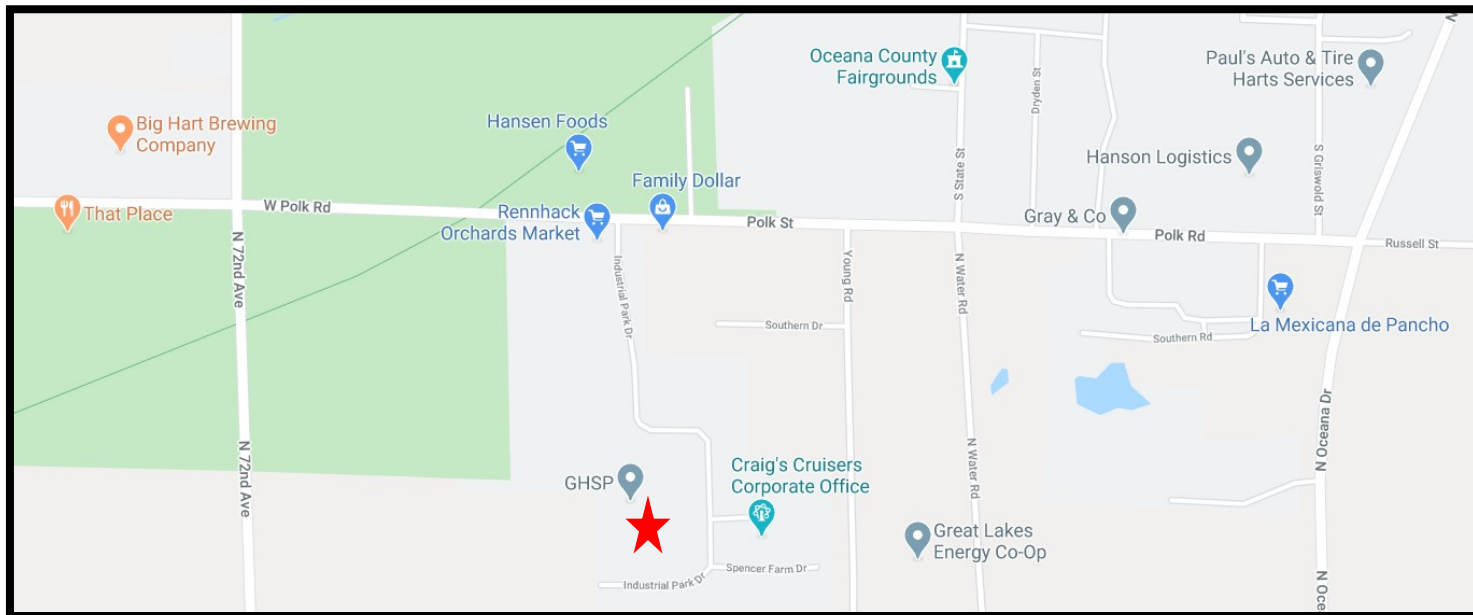 Oceana County
Fairgrounds
Paul's Auto & Tire
Harts Services
Dryden St
Big Hart Brewing
Company
Hansen Foods
Hanson Logistics
S State St
S Griswold St
Family Dollar
That Place
W Polk Rd
Rennhack
Orchards Market
Polk St
Gray & Co
Polk Rd
Russell St
N 72nd Ave
Industrial Park Dr
Young Rd
N Water Rd
La Mexicana de Pancho
Southern Dr
Southern Rd
N Oceana Dr
N 72nd Ave
N Water Rd
GHSP
Craig's Cruisers
Corporate Office
Great Lakes
Energy Co-Op
Industrial Park Dr
Spencer Farm Dr
N Oce